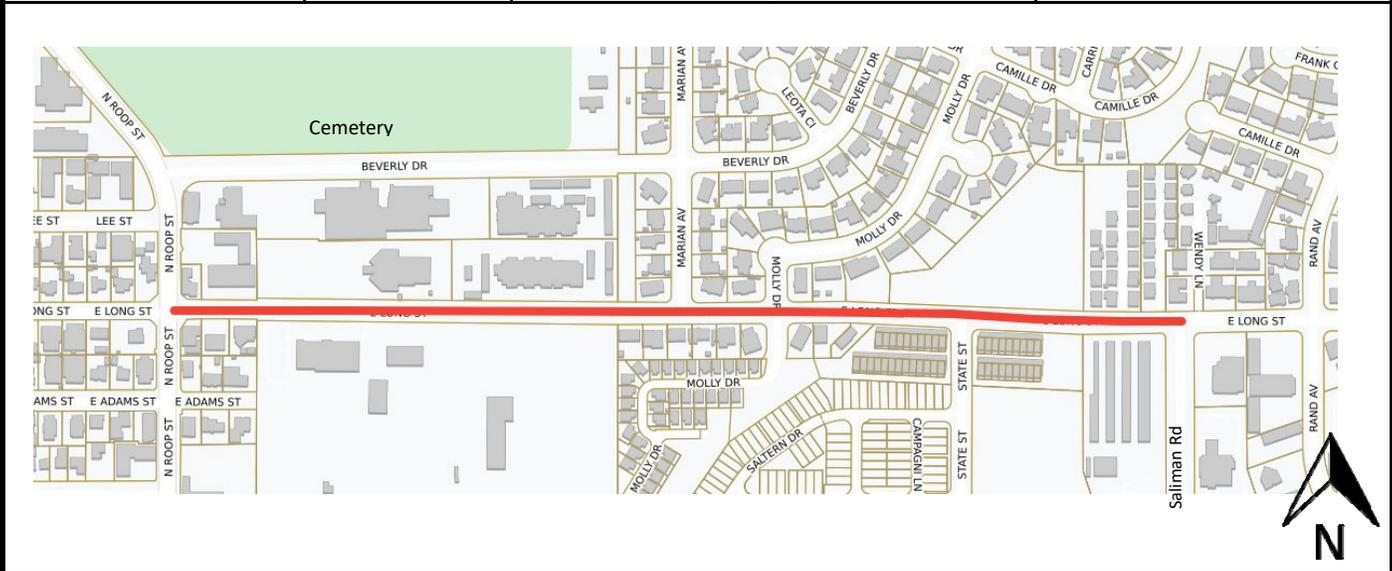 MARIAN AV
BEVERLY DR
DR
CARRI
FRANK C
CAMILLE DR
N ROOP ST
LEOTA CI
MOLLY DR
CAMILLE DR
Cemetery
CAMILLE DR
BEVERLY DR
BEVERLY DR
EE ST
LEE ST
N ROOP ST
MARIAN AV
MOLLY DR
WENDY LN
RAND AV
MOLLY DR
ONG ST
E LONG ST
E LONG ST
N ROOP ST
STATE ST
MOLLY DR
AMS ST
E ADAMS ST
E ADAMS ST
RAND AV
N ROOP ST
SALTERN DR
CAMPAGNI LN
STATE ST
MOLLY DR
Saliman Rd
N